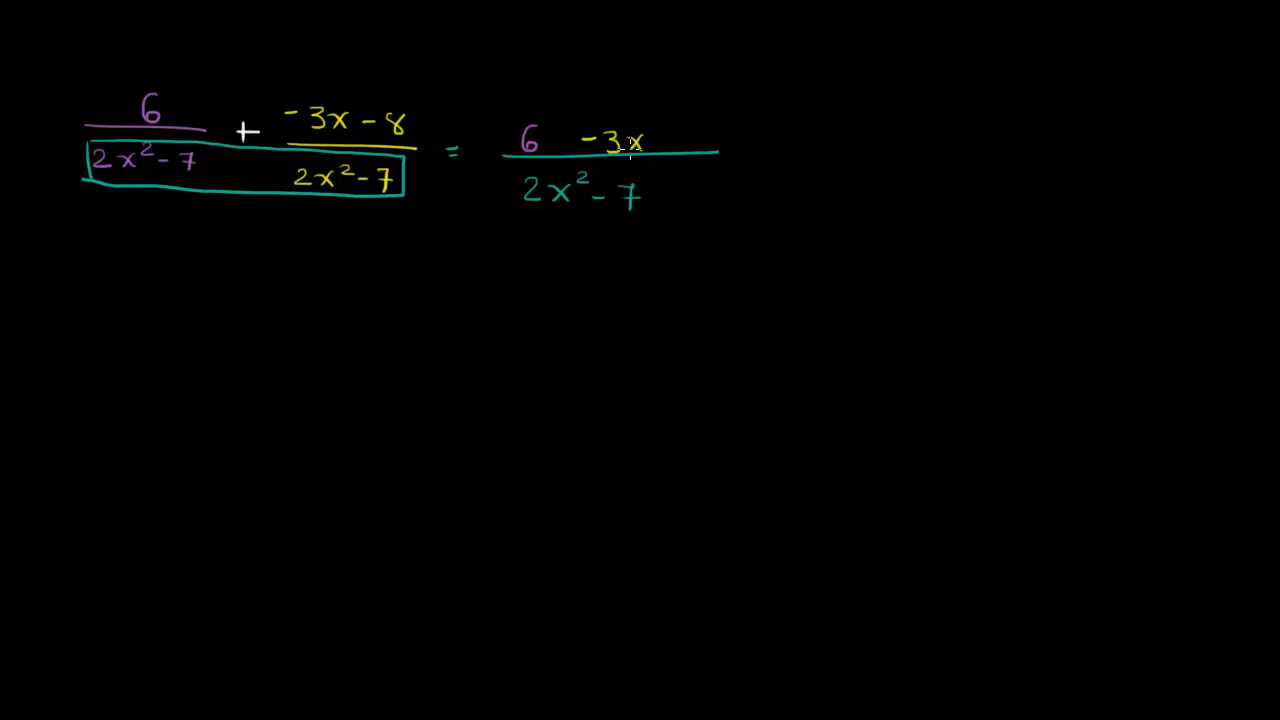 6/(2x² - 7) + (-3x - 8)/(2x² - 7) = (6 -3x)/(2x² - 7)